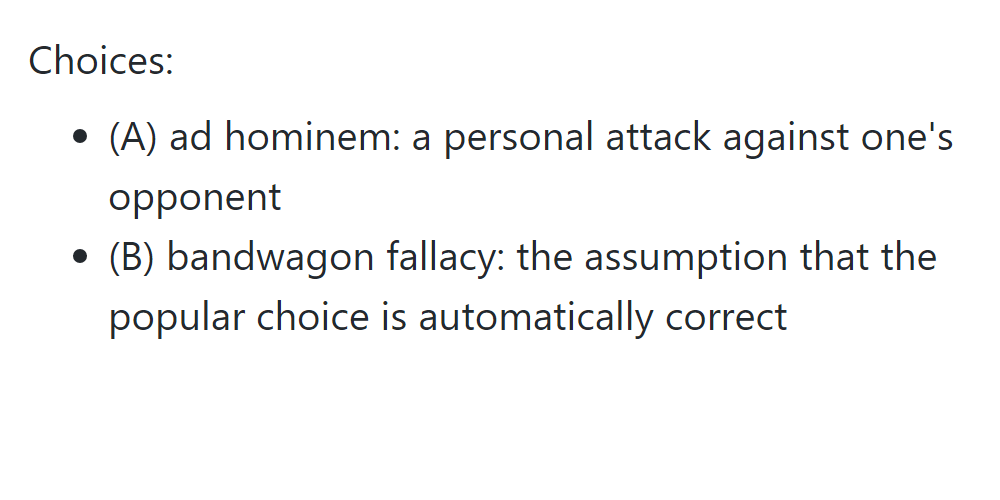 Choices:
• (A) ad hominem: a personal attack against one's
opponent
• (B) bandwagon fallacy: the assumption that the
popular choice is automatically correct